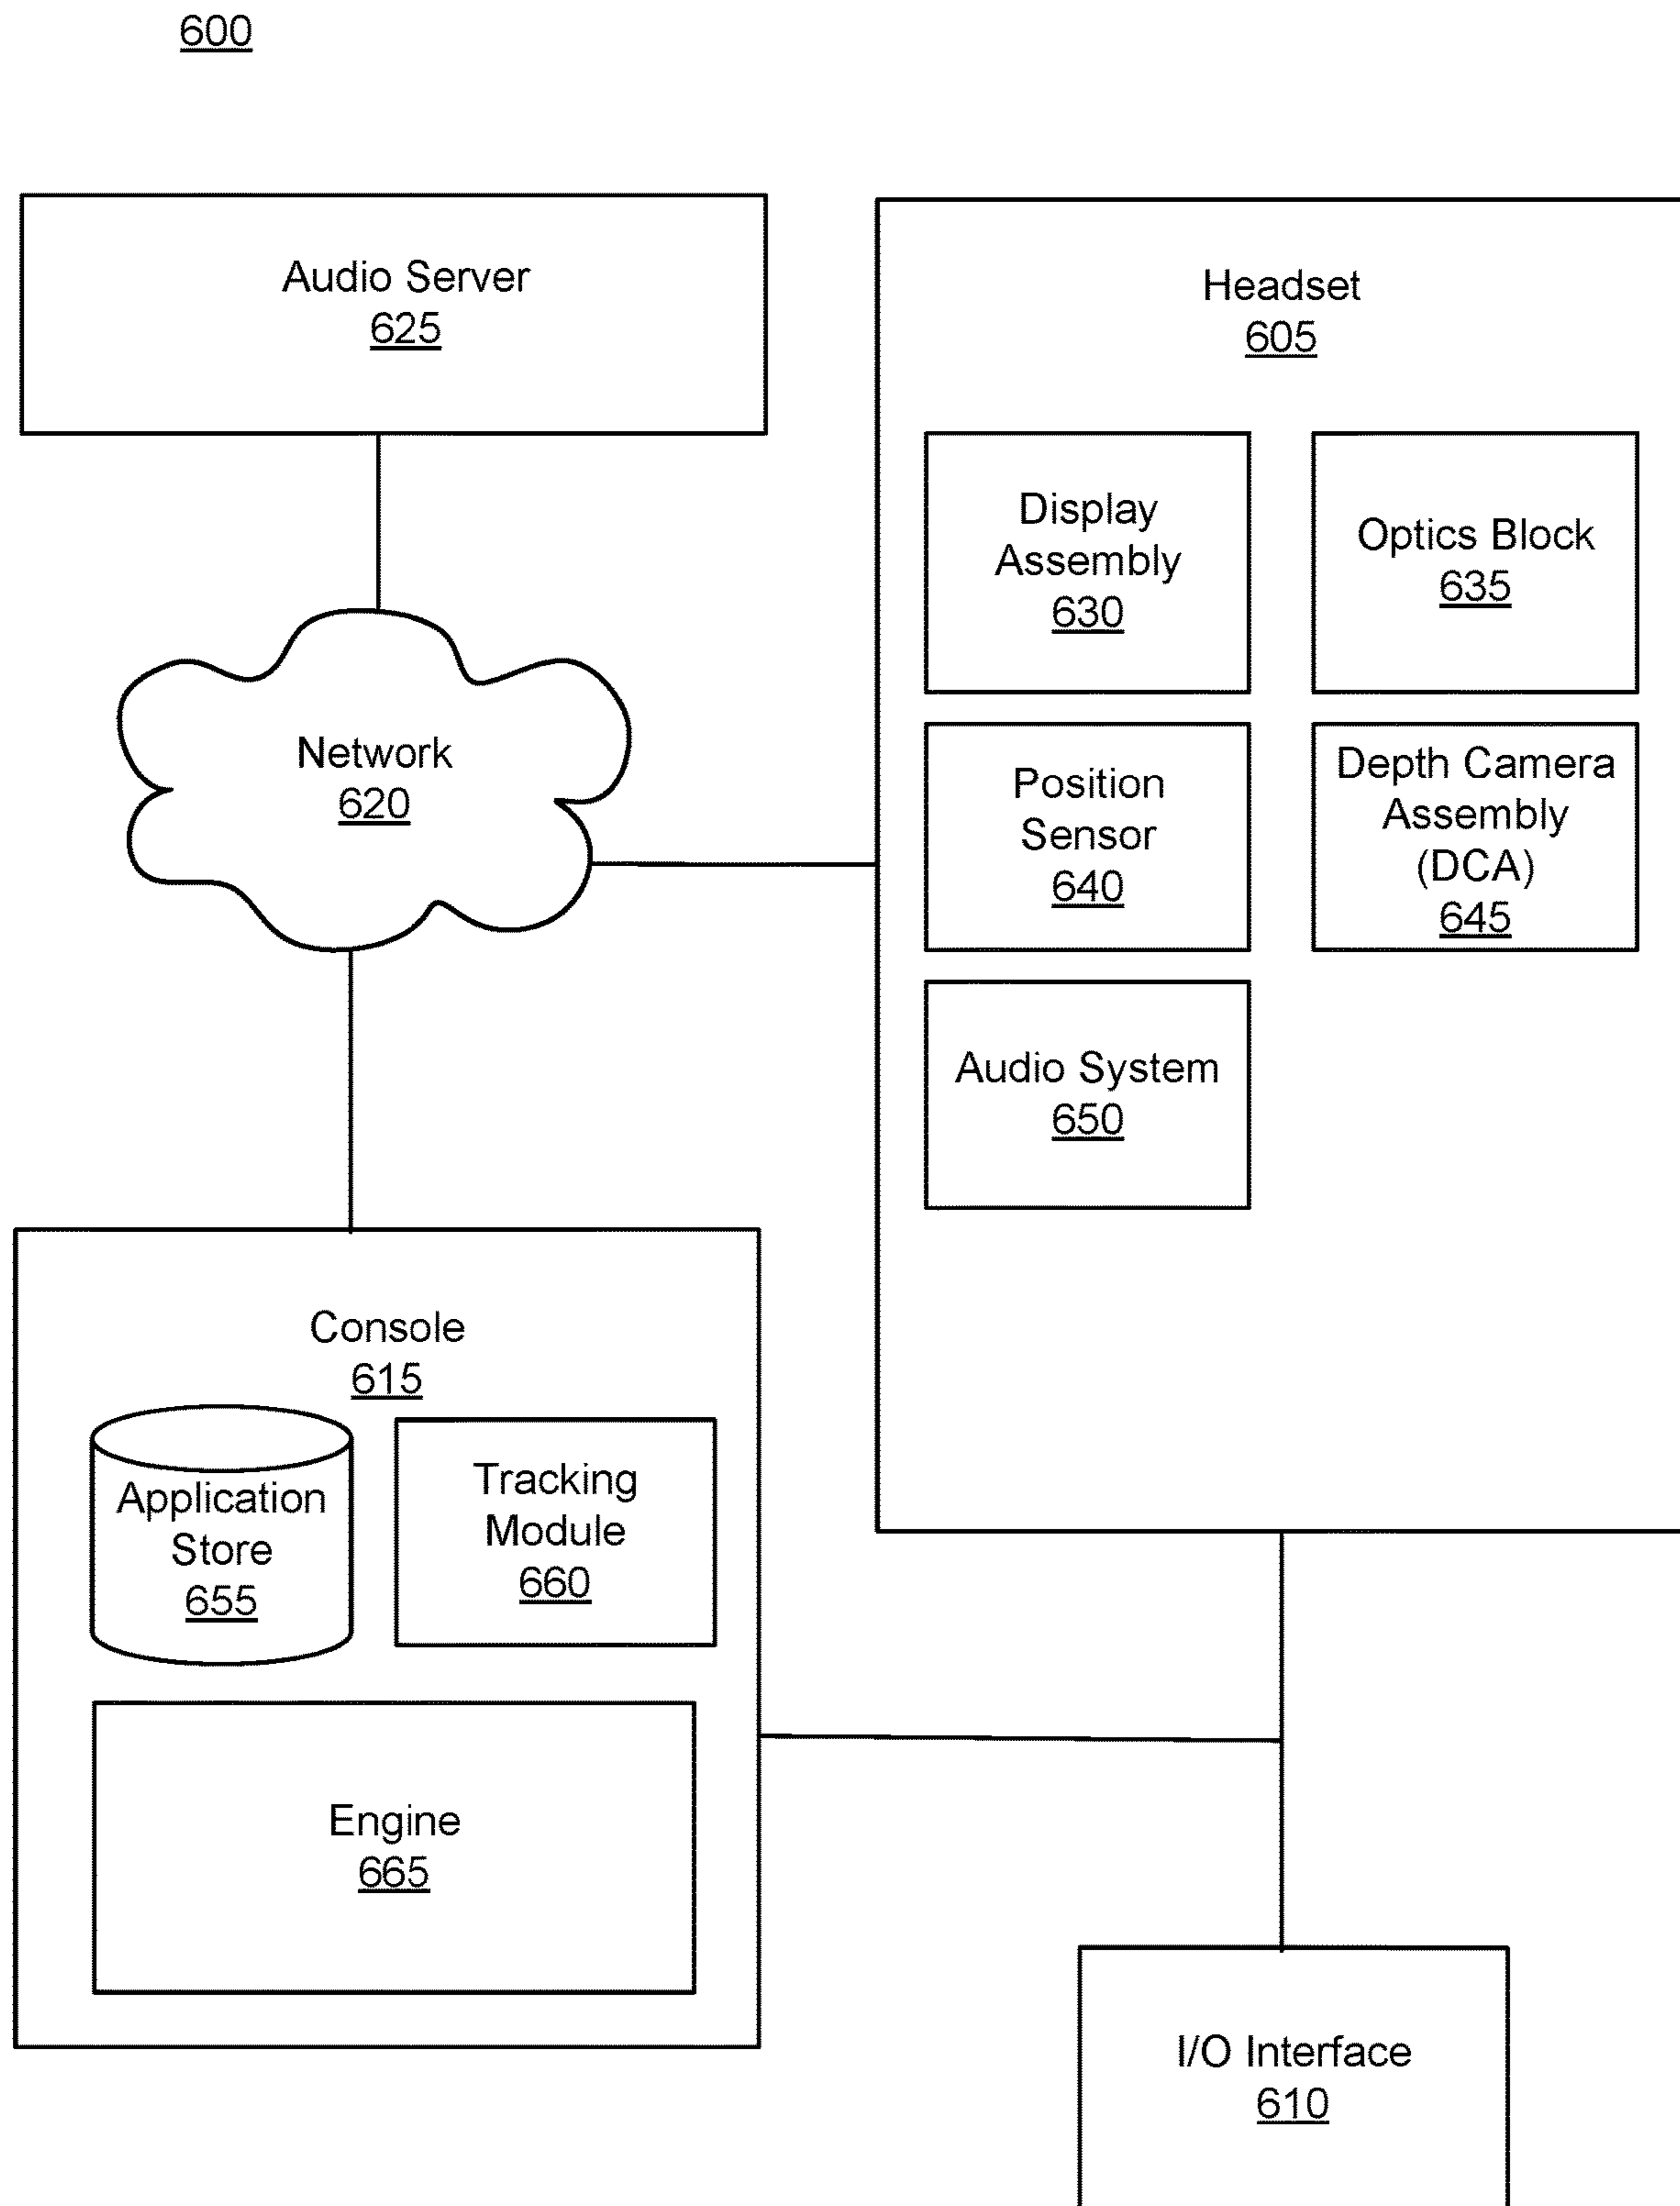 600
Audio Server
625
Headset
605
Display
Assembly
630
Optics Block
635
Network
620
Position
Sensor
640
Depth Camera
Assembly
(DCA)
645
Audio System
650
Console
615
Application
Store
655
Tracking
Module
660
Engine
665
I/O Interface
610